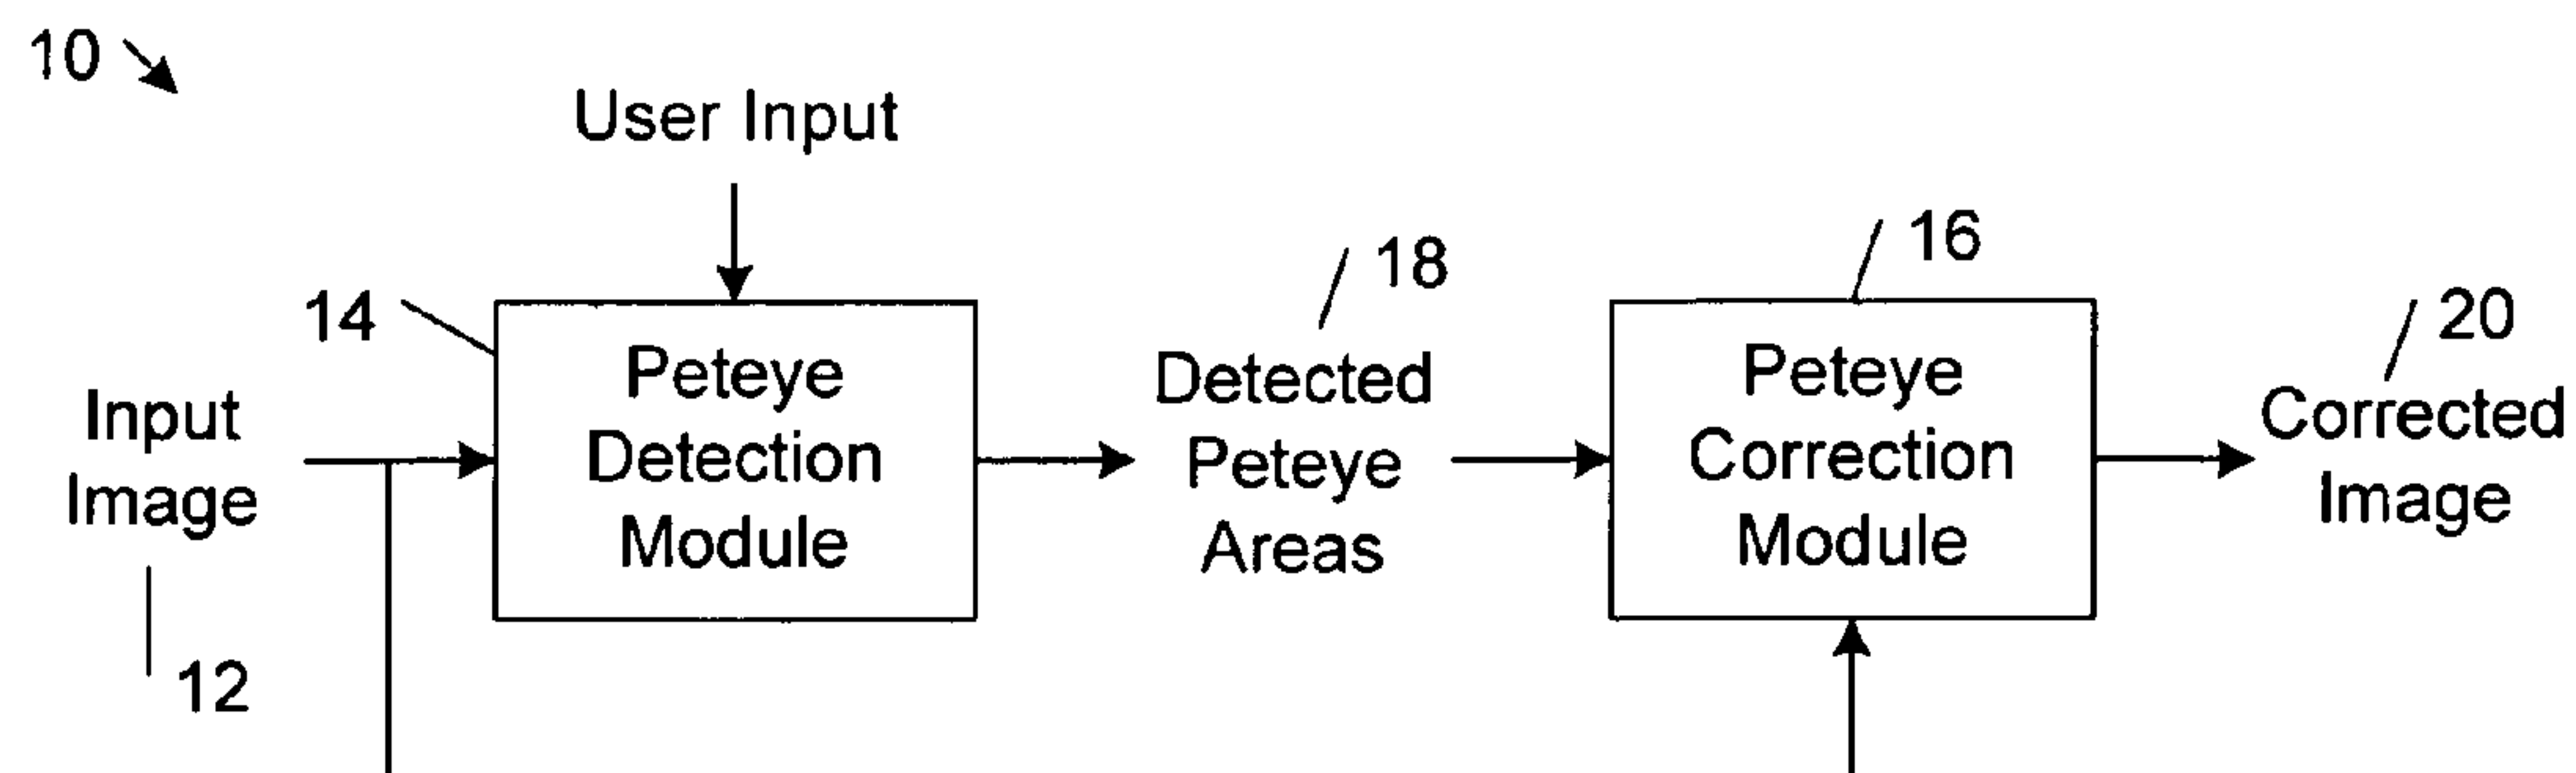 10
User Input
14
Peteye
Detection
Module
Input
Image
12
18
Detected
Peteye
Areas
16
Peteye
Correction
Module
20
Corrected
Image